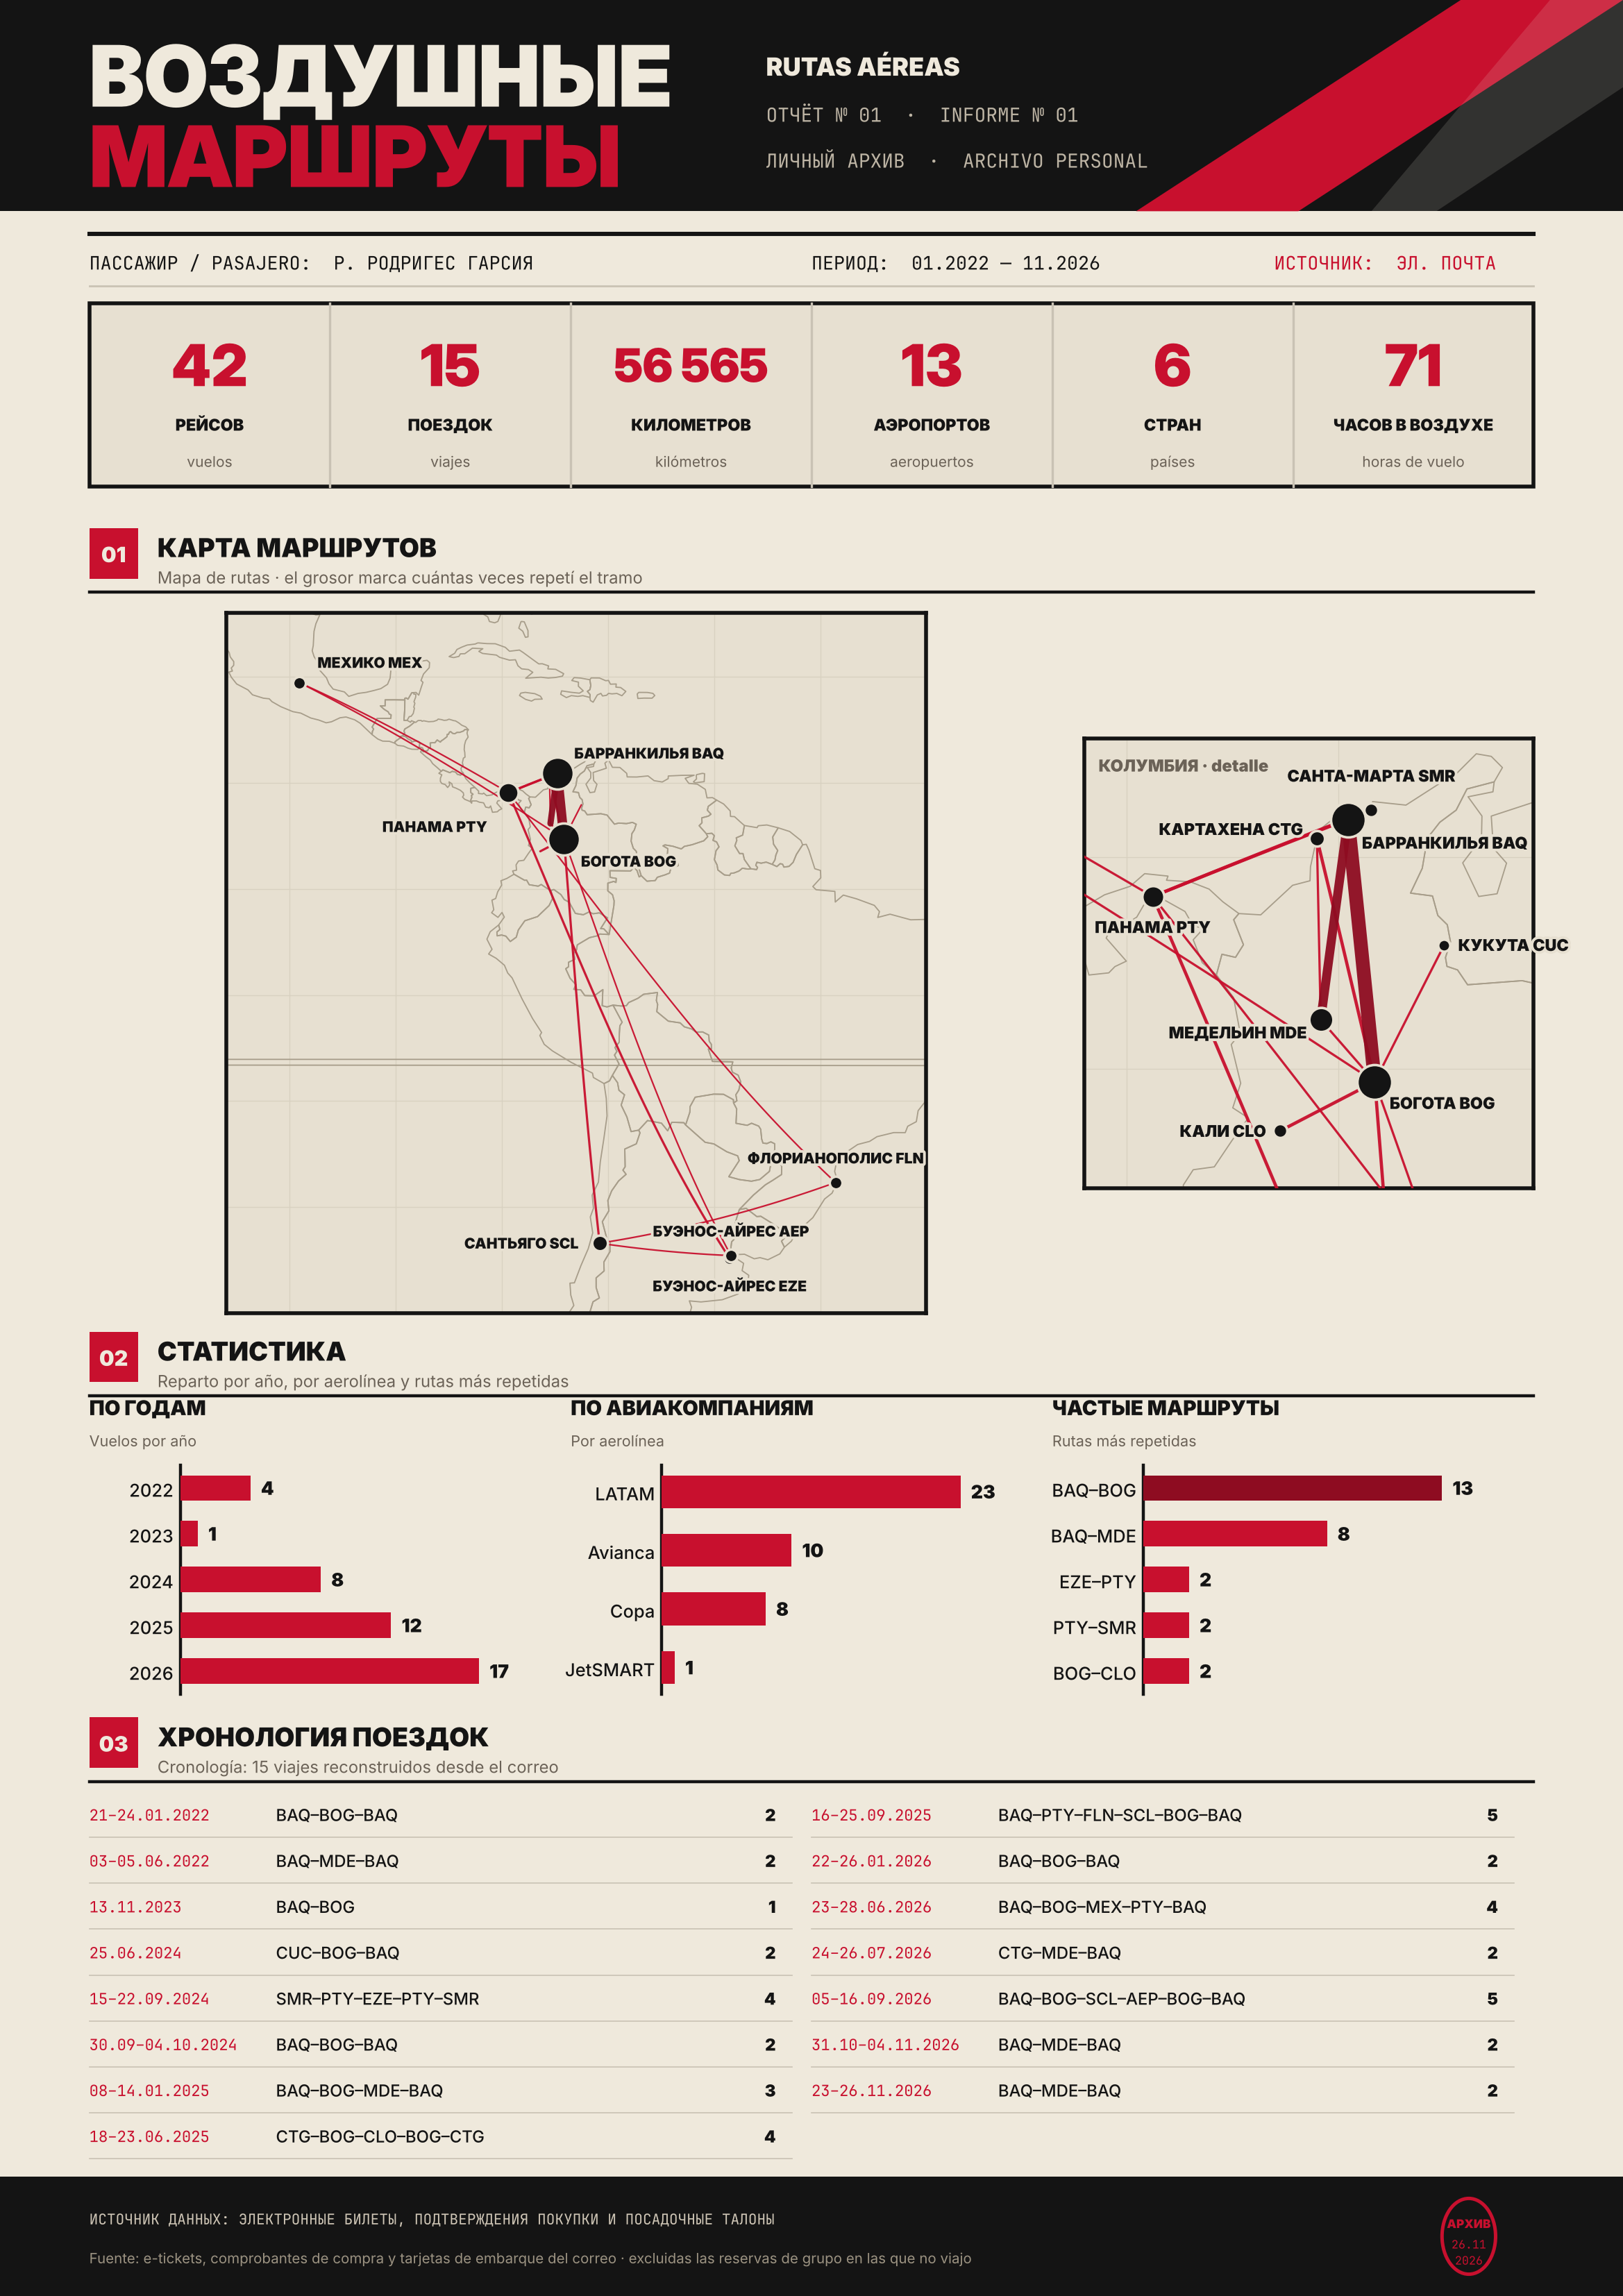 ВОЗДУШНЫЕ
МАРШРУТЫ
RUTAS AÉREAS
ОТЧЁТ № 01 · INFORME № 01
ЛИЧНЫЙ АРХИВ · ARCHIVO PERSONAL
ПАССАЖИР / PASAJERO: Р. РОДРИГЕС ГАРСИЯ
ПЕРИОД: 01.2022 — 11.2026
ИСТОЧНИК: ЭЛ. ПОЧТА
42
РЕЙСОВ
vuelos
15
ПОЕЗДОК
viajes
56 565
КИЛОМЕТРОВ
kilómetros
13
АЭРОПОРТОВ
aeropuertos
6
СТРАН
países
71
ЧАСОВ В ВОЗДУХЕ
horas de vuelo
01
КАРТА МАРШРУТОВ
Mapa de rutas · el grosor marca cuántas veces repetí el tramo
МЕХИКО MEX
БАРРАНКИЛЬЯ BAQ
ПАНАМА PTY
БОГОТА BOG
ФЛОРИАНОПОЛИС FLN
БУЭНОС-АЙРЕС AEP
САНТЬЯГО SCL
БУЭНОС-АЙРЕС EZE
КОЛУМБИЯ · detalle
САНТА-МАРТА SMR
КАРТАХЕНА CTG
БАРРАНКИЛЬЯ BAQ
ПАНАМА PTY
КУКУТА CUC
МЕДЕЛЬИН MDE
БОГОТА BOG
КАЛИ CLO
02
СТАТИСТИКА
Reparto por año, por aerolínea y rutas más repetidas
ПО ГОДАМ
Vuelos por año
2022 4
2023 1
2024 8
2025 12
2026 17
ПО АВИАКОМПАНИЯМ
Por aerolínea
LATAM 23
Avianca 10
Copa 8
JetSMART 1
ЧАСТЫЕ МАРШРУТЫ
Rutas más repetidas
BAQ–BOG 13
BAQ–MDE 8
EZE–PTY 2
PTY–SMR 2
BOG–CLO 2
03
ХРОНОЛОГИЯ ПОЕЗДОК
Cronología: 15 viajes reconstruidos desde el correo
21–24.01.2022 BAQ–BOG–BAQ 2
03–05.06.2022 BAQ–MDE–BAQ 2
13.11.2023 BAQ–BOG 1
25.06.2024 CUC–BOG–BAQ 2
15–22.09.2024 SMR–PTY–EZE–PTY–SMR 4
30.09–04.10.2024 BAQ–BOG–BAQ 2
08–14.01.2025 BAQ–BOG–MDE–BAQ 3
18–23.06.2025 CTG–BOG–CLO–BOG–CTG 4
16–25.09.2025 BAQ–PTY–FLN–SCL–BOG–BAQ 5
22–26.01.2026 BAQ–BOG–BAQ 2
23–28.06.2026 BAQ–BOG–MEX–PTY–BAQ 4
24–26.07.2026 CTG–MDE–BAQ 2
05–16.09.2026 BAQ–BOG–SCL–AEP–BOG–BAQ 5
31.10–04.11.2026 BAQ–MDE–BAQ 2
23–26.11.2026 BAQ–MDE–BAQ 2
ИСТОЧНИК ДАННЫХ: ЭЛЕКТРОННЫЕ БИЛЕТЫ, ПОДТВЕРЖДЕНИЯ ПОКУПКИ И ПОСАДОЧНЫЕ ТАЛОНЫ
Fuente: e-tickets, comprobantes de compra y tarjetas de embarque del correo · excluidas las reservas de grupo en las que no viajo
АРХИВ
26.11
2026